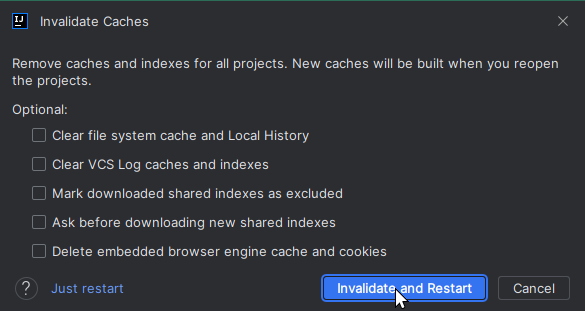 IJ
Invalidate Caches
Remove caches and indexes for all projects. New caches will be built when you reopen
the projects.
Optional:
Clear file system cache and Local History
Clear VCS Log caches and indexes
Mark downloaded shared indexes as excluded
Ask before downloading new shared indexes
Delete embedded browser engine cache and cookies
? Just restart Invalidate and Restart Cancel